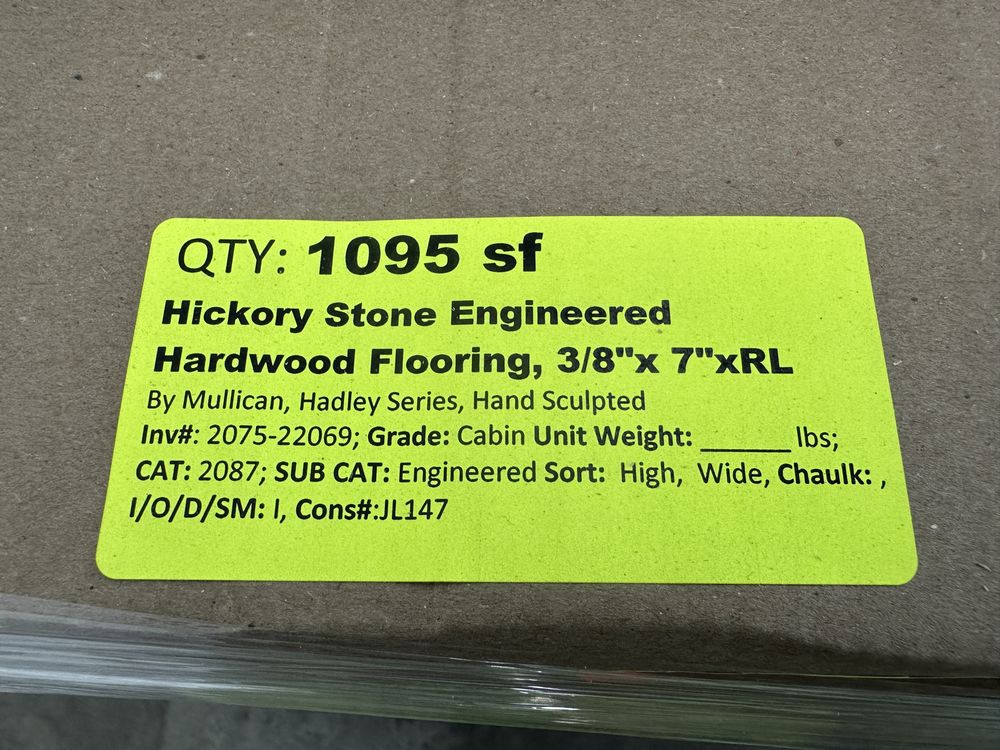 QTY: 1095 sf
Hickory Stone Engineered
Hardwood Flooring, 3/8"x 7"xRL
By Mullican, Hadley Series, Hand Sculpted
Inv#: 2075-22069; Grade: Cabin Unit Weight: ______ lbs;
CAT: 2087; SUB CAT: Engineered Sort: High, Wide, Chaulk: ,
I/O/D/SM: I, Cons#:JL147